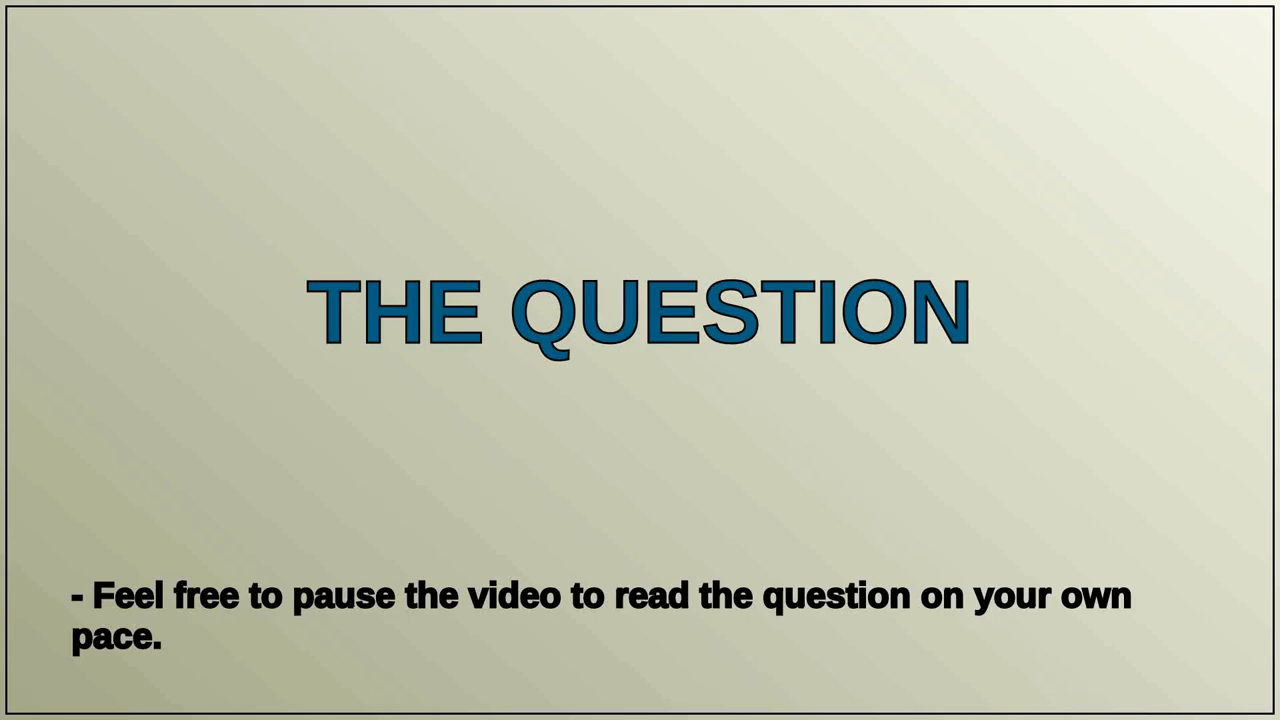 THE QUESTION
- Feel free to pause the video to read the question on your own
pace.